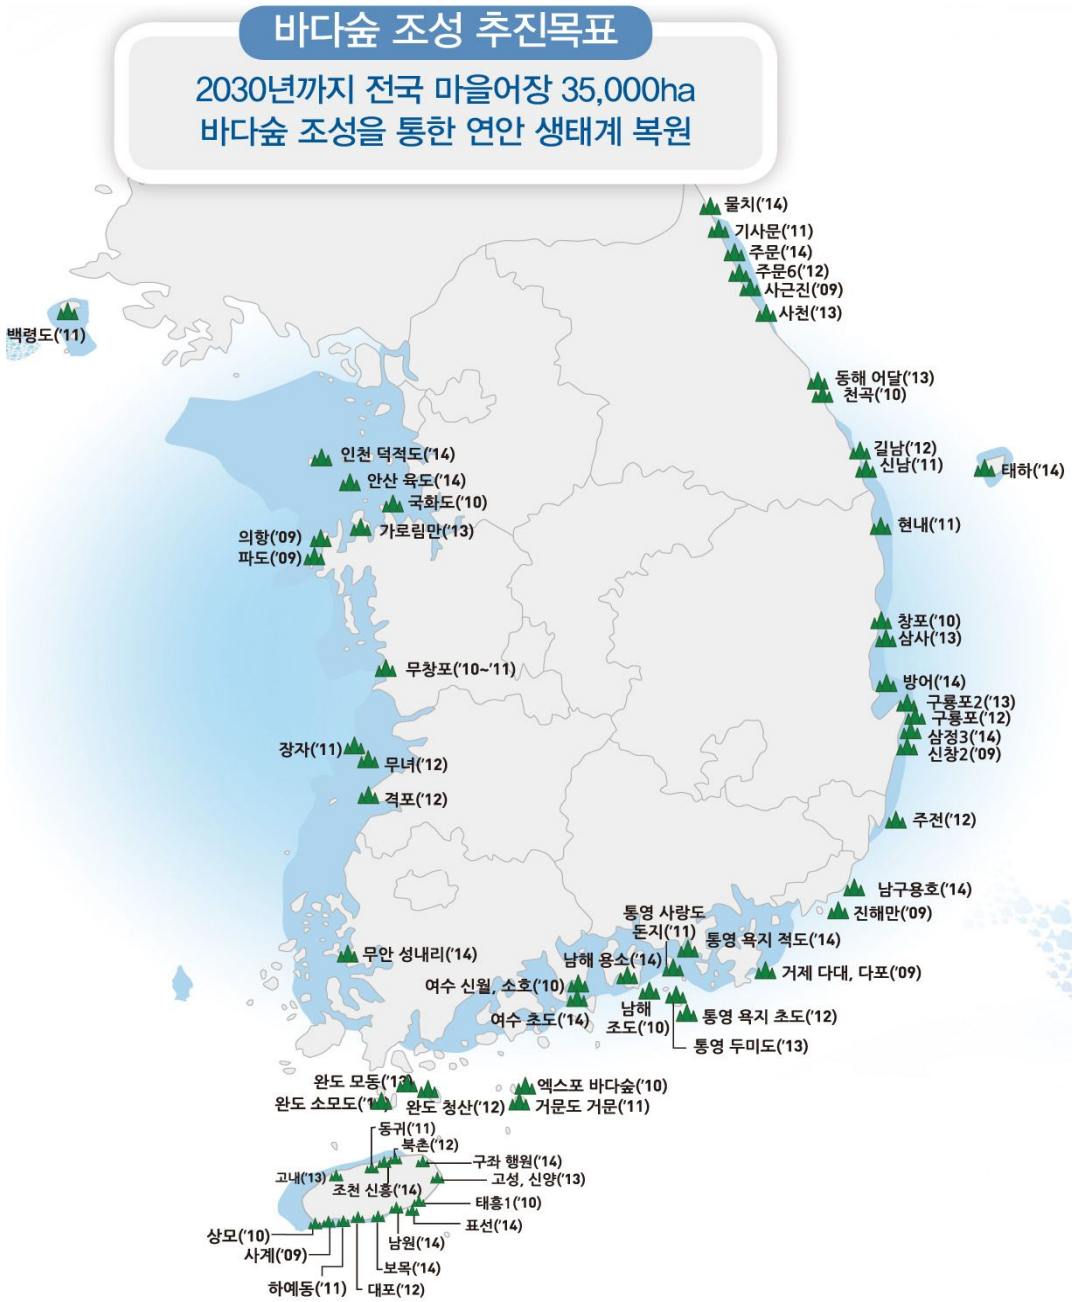 바다숲 조성 추진목표
2030년까지 전국 마을어장 35,000ha
바다숲 조성을 통한 연안 생태계 복원
물치('14)
기사문('11)
주문('14)
주문6('12)
사근진('09)
사천('13)
백령도('11)
동해 어달('13)
천곡('10)
길남('12)
신남('11)
태하('14)
인천 덕적도('14)
안산 육도('14)
국화도('10)
가로림만('13)
의항('09)
파도('09)
현내('11)
창포('10)
삼사('13)
무창포('10~'11)
방어('14)
구룡포2('13)
구룡포('12)
삼정3('14)
신창2('09)
장자('11)
무녀('12)
격포('12)
주전('12)
남구용호('14)
진해만('09)
통영 사랑도
돈지('11)
통영 욕지 적도('14)
무안 성내리('14)
남해 용소('14)
거제 다대, 다포('09)
여수 신월, 소호('10)
여수 초도('14)
남해
조도('10)
통영 욕지 초도('12)
통영 두미도('13)
완도 모동('13)
완도 소모도('1
완도 청산('12)
엑스포 바다숲('10)
거문도 거문('11)
동귀('11)
북촌('12)
구좌 행원('14)
고내('13)
조천 신흥('14)
고성, 신양('13)
태흥1('10)
표선('14)
상모('10)
사계('09)
남원('14)
보목('14)
하예동('11)
대포('12)